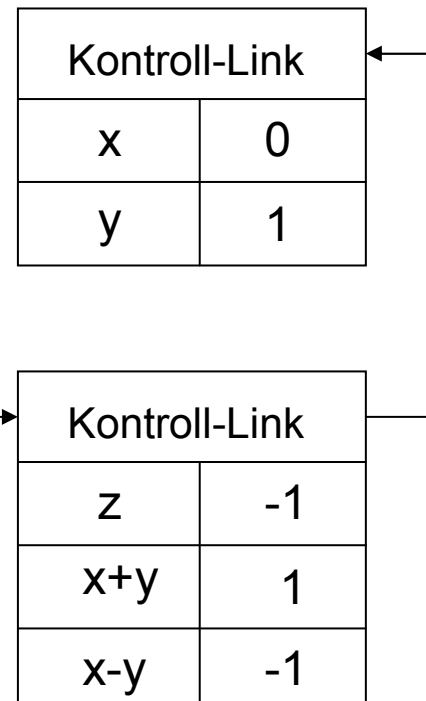 Kontroll-Link
x 0
y 1
Kontroll-Link
z -1
x+y 1
x-y -1